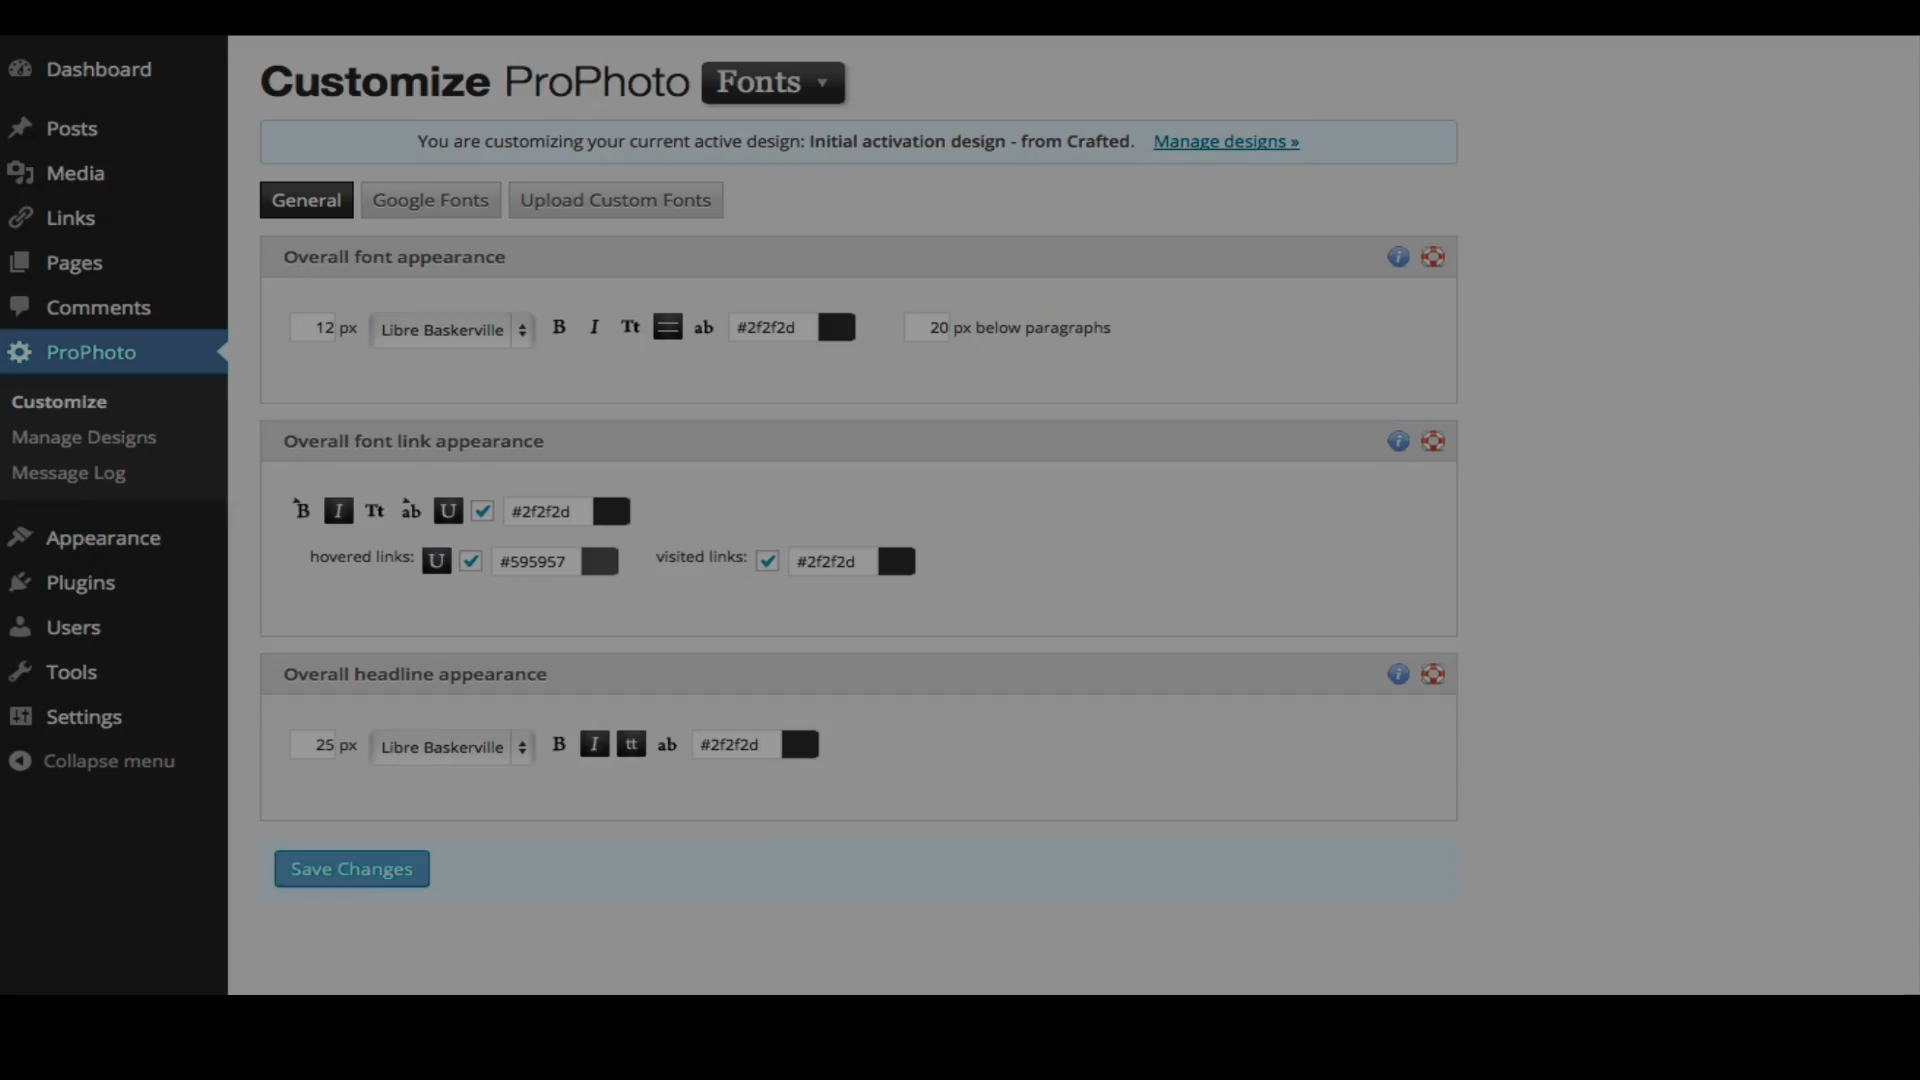 Dashboard
Posts
Media
Links
Pages
Comments
ProPhoto
Customize
Manage Designs
Message Log
Appearance
Plugins
Users
Tools
Settings
Collapse menu
Customize ProPhoto Fonts
You are customizing your current active design: Initial activation design - from Crafted. Manage designs »
General Google Fonts Upload Custom Fonts
Overall font appearance
12 px Libre Baskerville B I Tt ab #2f2f2d 20 px below paragraphs
Overall font link appearance
B I Tt ab U #2f2f2d
hovered links: U #595957 visited links: #2f2f2d
Overall headline appearance
25 px Libre Baskerville B I tt ab #2f2f2d
Save Changes